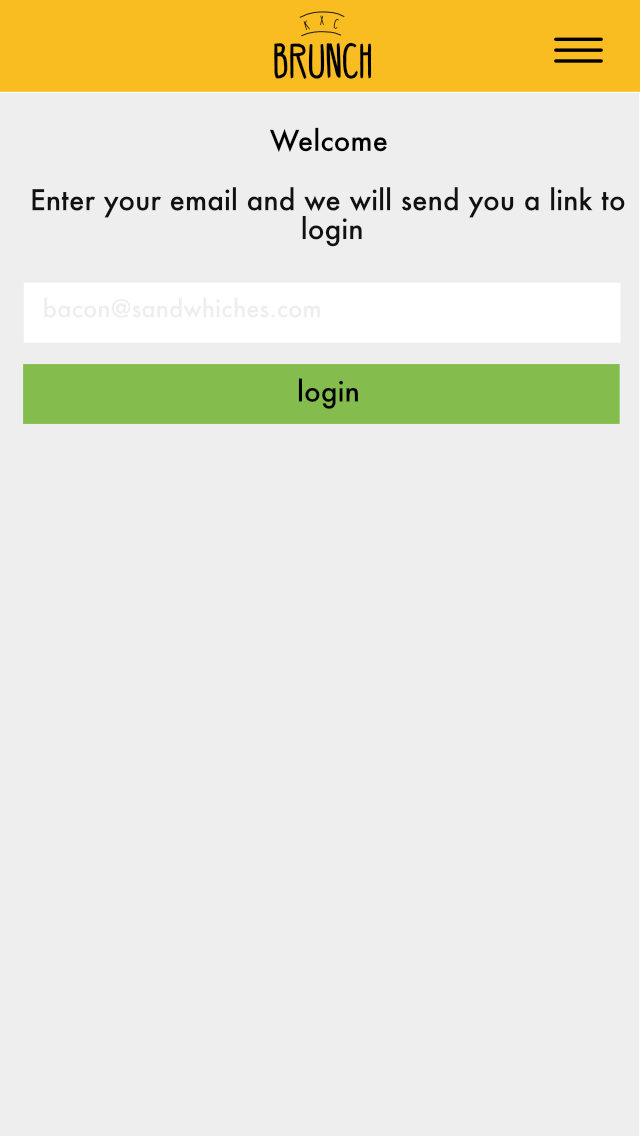 K X C
BRUNCH
Welcome
Enter your email and we will send you a link to
login
bacon@sandwhiches.com
login